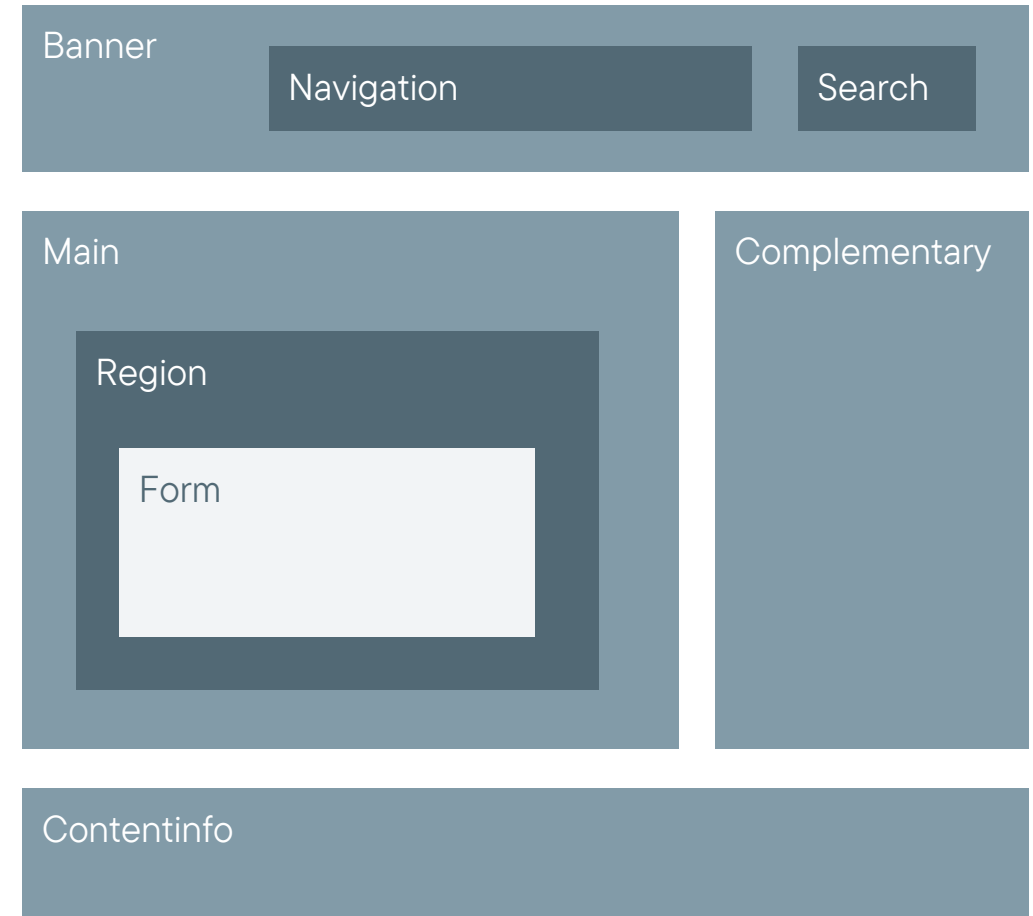 Banner
Navigation
Search
Main
Complementary
Region
Form
Contentinfo